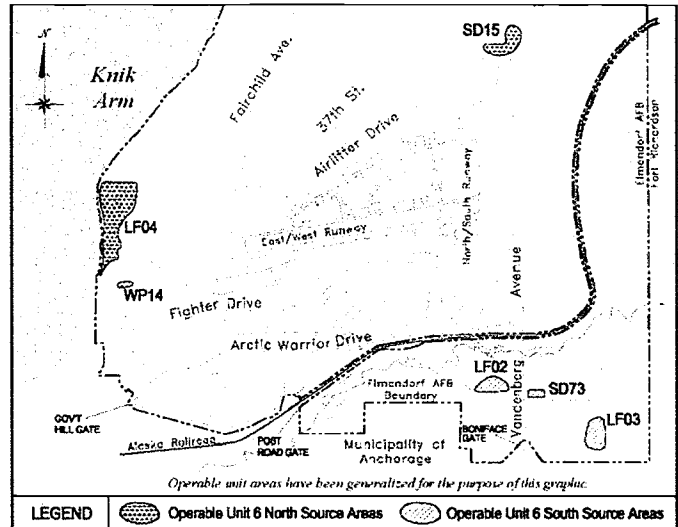 N
Knik
Arm
SD15
Fairchild Ave.
37th St.
Airlifter Drive
North/South Runway
Elmendorf AFB
Fort Richardson
LF04
East/West Runway
WP14
Fighter Drive
Avenue
Arctic Warrior Drive
LF02
Elmendorf AFB
Boundary
Vandenberg
SD73
LF03
GOV'T
HILL GATE
Alaska Railroad
POST
ROAD GATE
BONIFACE
GATE
Municipality of
Anchorage
Operable unit areas have been generalized for the purpose of this graphic.
LEGEND
Operable Unit 6 North Source Areas
Operable Unit 6 South Source Areas